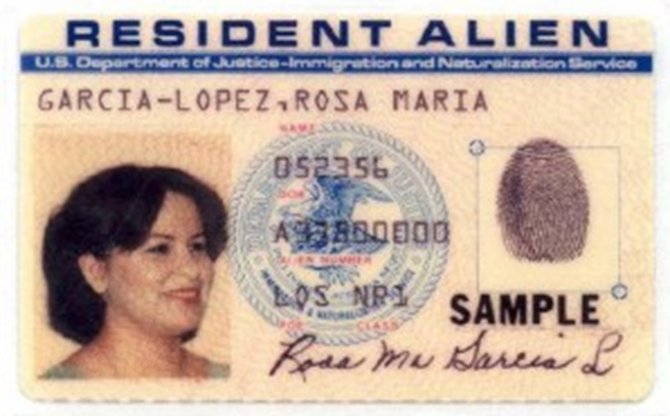 RESIDENT ALIEN
U.S. Department of Justice-Immigration and Naturalization Service
GARCIA-LOPEZ,ROSA MARIA
NAME
052356
DOB
ALIEN NUMBER
LOS NR1
POE CLASS
SAMPLE
Rosa Ma Garcia L